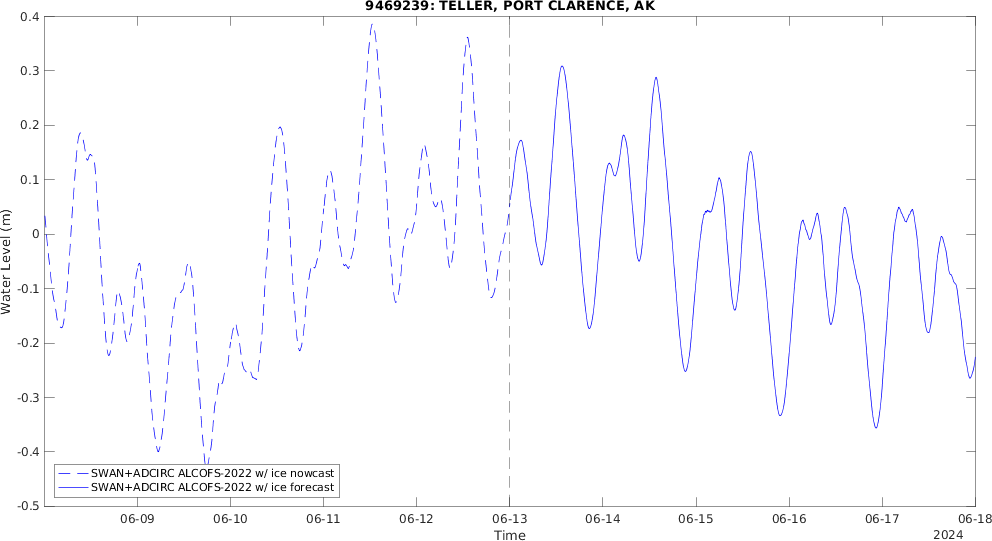 9469239: TELLER, PORT CLARENCE, AK
0.4
0.3
0.2
0.1
0
-0.1
-0.2
-0.3
-0.4
-0.5
Water Level (m)
SWAN+ADCIRC ALCOFS-2022 w/ ice nowcast
SWAN+ADCIRC ALCOFS-2022 w/ ice forecast
06-09 06-10 06-11 06-12 06-13 06-14 06-15 06-16 06-17 06-18
Time
2024